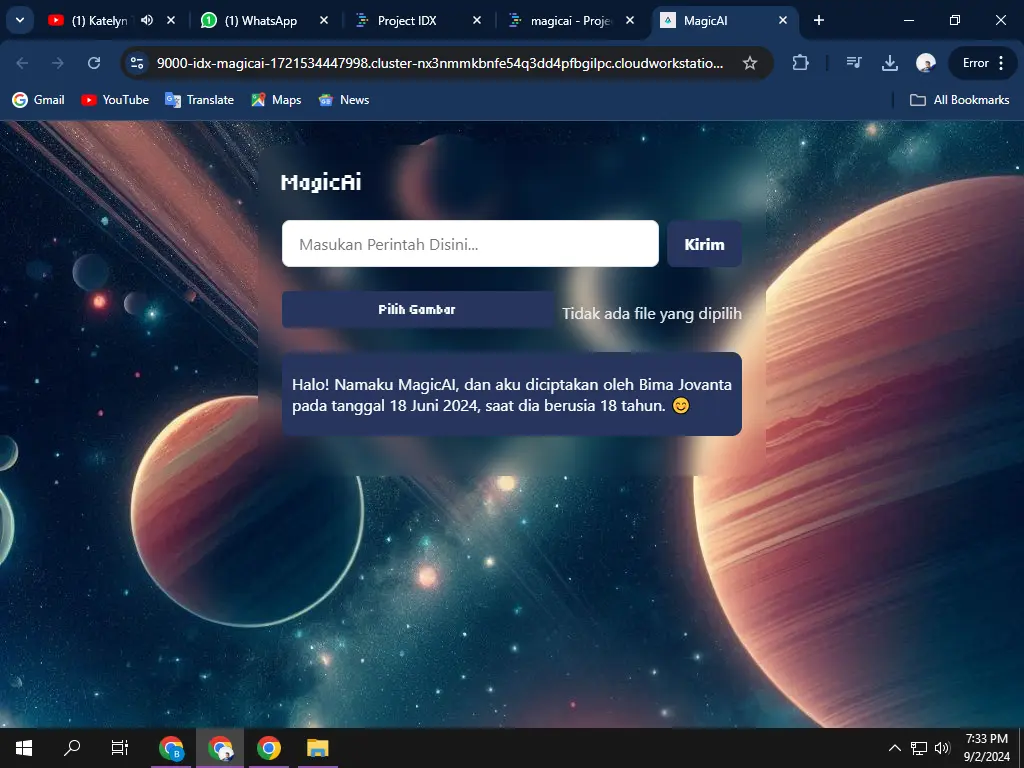 (1) Katelyn
(1) WhatsApp
Project IDX
magicai - Proje
MagicAI
9000-idx-magicai-1721534447998.cluster-nx3nmmkbnfe54q3dd4pfbgilpc.cloudworkstatio...
Error
Gmail
YouTube
Translate
Maps
News
All Bookmarks
MagicAi
Masukan Perintah Disini...
Kirim
Pilih Gambar
Tidak ada file yang dipilih
Halo! Namaku MagicAI, dan aku diciptakan oleh Bima Jovanta
pada tanggal 18 Juni 2024, saat dia berusia 18 tahun. 😊
B
7:33 PM
9/2/2024